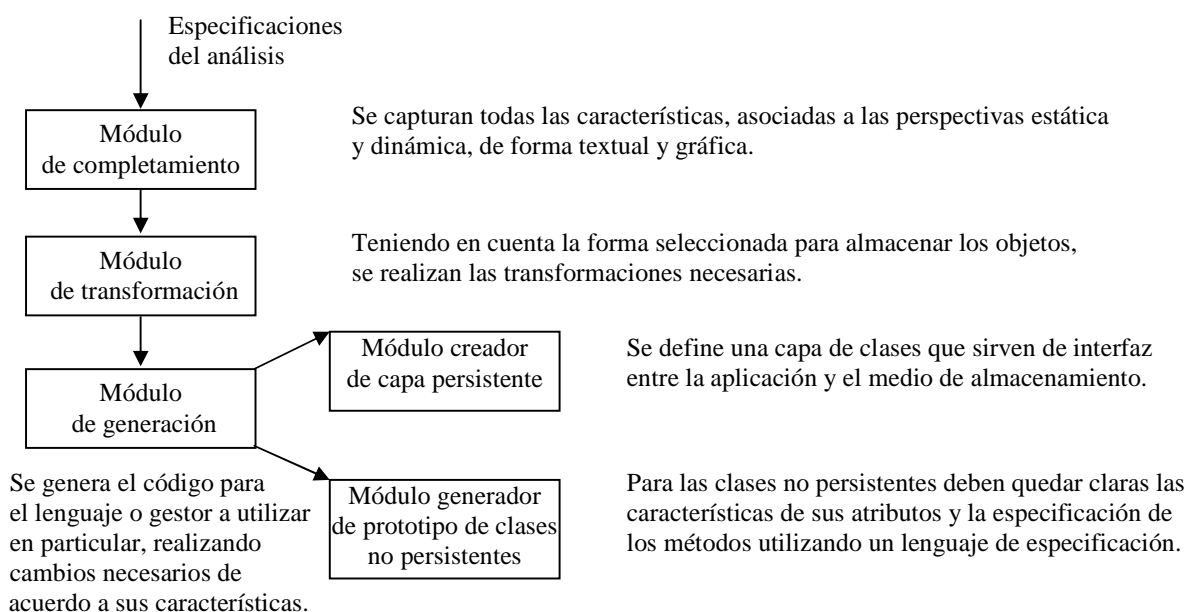 Especificaciones
del análisis
Módulo
de completamiento
Se capturan todas las características, asociadas a las perspectivas estática
y dinámica, de forma textual y gráfica.
Módulo
de transformación
Teniendo en cuenta la forma seleccionada para almacenar los objetos,
se realizan las transformaciones necesarias.
Módulo
de generación
Módulo creador
de capa persistente
Se define una capa de clases que sirven de interfaz
entre la aplicación y el medio de almacenamiento.
Se genera el código para
el lenguaje o gestor a utilizar
en particular, realizando
cambios necesarios de
acuerdo a sus características.
Módulo generador
de prototipo de clases
no persistentes
Para las clases no persistentes deben quedar claras las
características de sus atributos y la especificación de
los métodos utilizando un lenguaje de especificación.